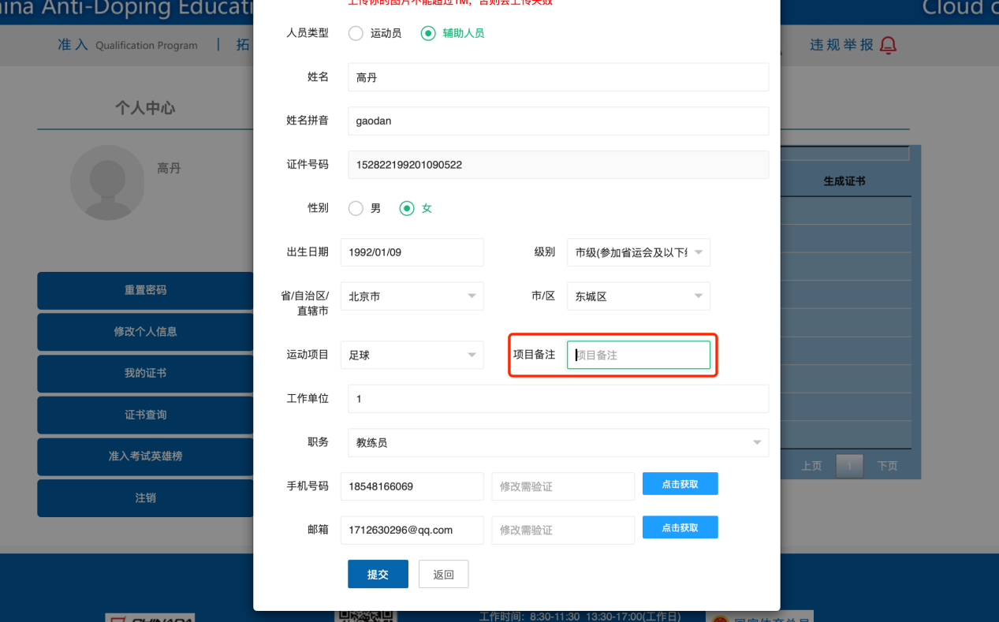 ina Anti-Doping Educati
Cloud
上传你的图片不能超过1M，否则会上传失败
准入 Qualification Program | 拓
违规举报
人员类型 运动员 辅助人员
姓名 高丹
个人中心
姓名拼音 gaodan
高丹
证件号码 152822199201090522
生成证书
性别 男 女
出生日期 1992/01/09 级别 市级(参加省运会及以下
省/自治区/
直辖市 北京市 市/区 东城区
重置密码
修改个人信息
运动项目 足球 项目备注 项目备注
我的证书
工作单位 1
证书查询
职务 教练员
准入考试英雄榜
上页 1 下页
手机号码 18548166069 修改需验证 点击获取
注销
邮箱 1712630296@qq.com 修改需验证 点击获取
提交 返回
工作时间：8:30-11:30 13:30-17:00(工作日)
CHINADA
国家体育总局